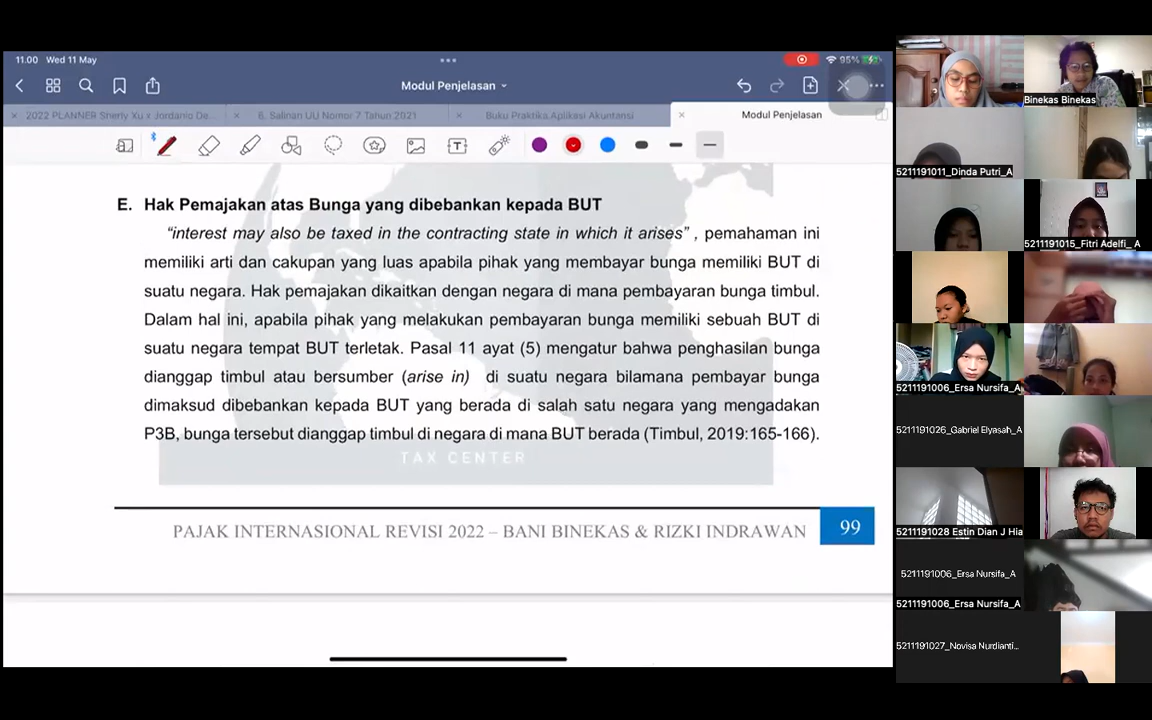 11.00 Wed 11 May
95%
Modul Penjelasan
2022 PLANNER Sherly Xu x Jordanio De...
6. Salinan UU Nomor 7 Tahun 2021
Buku Praktika Aplikasi Akuntansi
Modul Penjelasan
E. Hak Pemajakan atas Bunga yang dibebankan kepada BUT
“interest may also be taxed in the contracting state in which it arises” , pemahaman ini
memiliki arti dan cakupan yang luas apabila pihak yang membayar bunga memiliki BUT di
suatu negara. Hak pemajakan dikaitkan dengan negara di mana pembayaran bunga timbul.
Dalam hal ini, apabila pihak yang melakukan pembayaran bunga memiliki sebuah BUT di
suatu negara tempat BUT terletak. Pasal 11 ayat (5) mengatur bahwa penghasilan bunga
dianggap timbul atau bersumber (arise in) di suatu negara bilamana pembayar bunga
dimaksud dibebankan kepada BUT yang berada di salah satu negara yang mengadakan
P3B, bunga tersebut dianggap timbul di negara di mana BUT berada (Timbul, 2019:165-166).
TAX CENTER
PAJAK INTERNASIONAL REVISI 2022 – BANI BINEKAS & RIZKI INDRAWAN
99
Binekas Binekas
5211191011_Dinda Putri_A
5211191015_Fitri Adelfi_ A
5211191006_Ersa Nursifa_A
5211191026_Gabriel Elyasah_A
5211191028 Estin Dian J Hia
5211191006_Ersa Nursifa_A
5211191006_Ersa Nursifa_A
5211191027_Novisa Nurdianti...